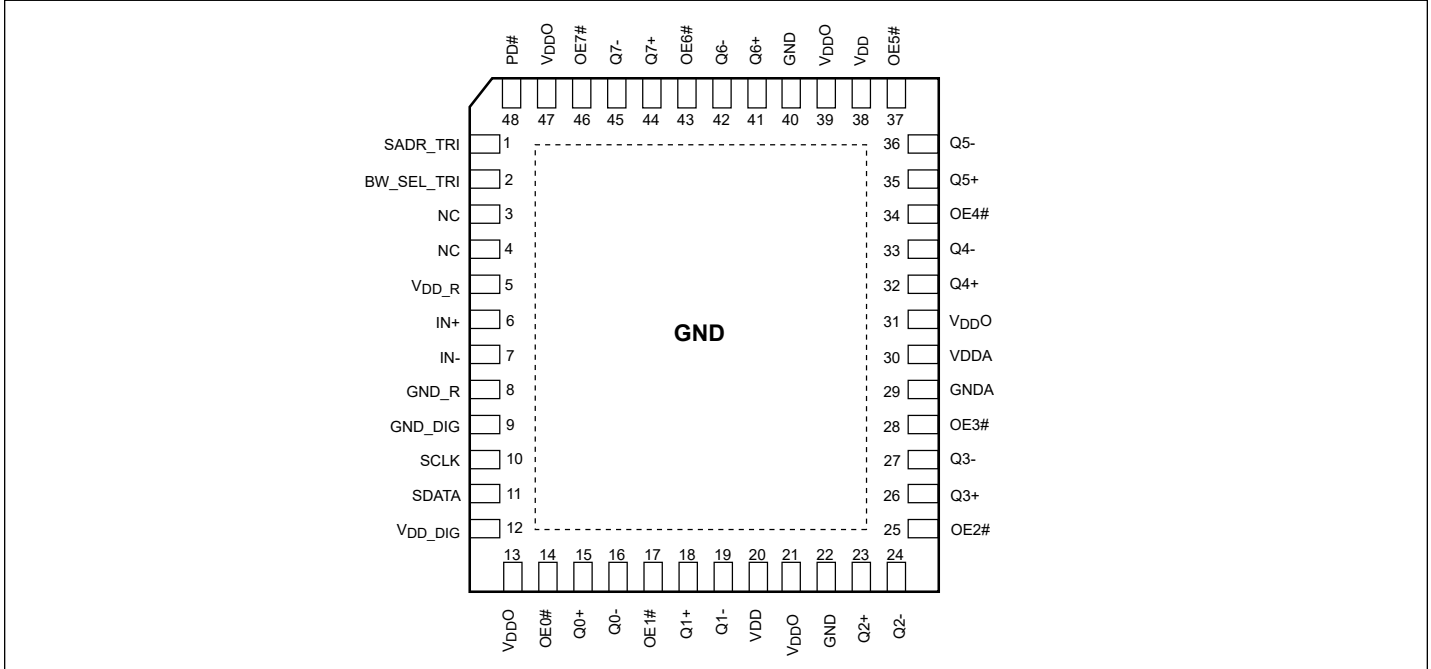 PD# VDDO OE7# Q7- Q7+ OE6# Q6- Q6+ GND VDDO VDD OE5#
48 47 46 45 44 43 42 41 40 39 38 37
SADR_TRI 1 36 Q5-
BW_SEL_TRI 2 35 Q5+
NC 3 34 OE4#
NC 4 33 Q4-
VDD_R 5 32 Q4+
IN+ 6 31 VDDO
GND
IN- 7 30 VDDA
GND_R 8 29 GNDA
GND_DIG 9 28 OE3#
SCLK 10 27 Q3-
SDATA 11 26 Q3+
VDD_DIG 12 25 OE2#
13 14 15 16 17 18 19 20 21 22 23 24
VDDO OE0# Q0+ Q0- OE1# Q1+ Q1- VDD VDDO GND Q2+ Q2-